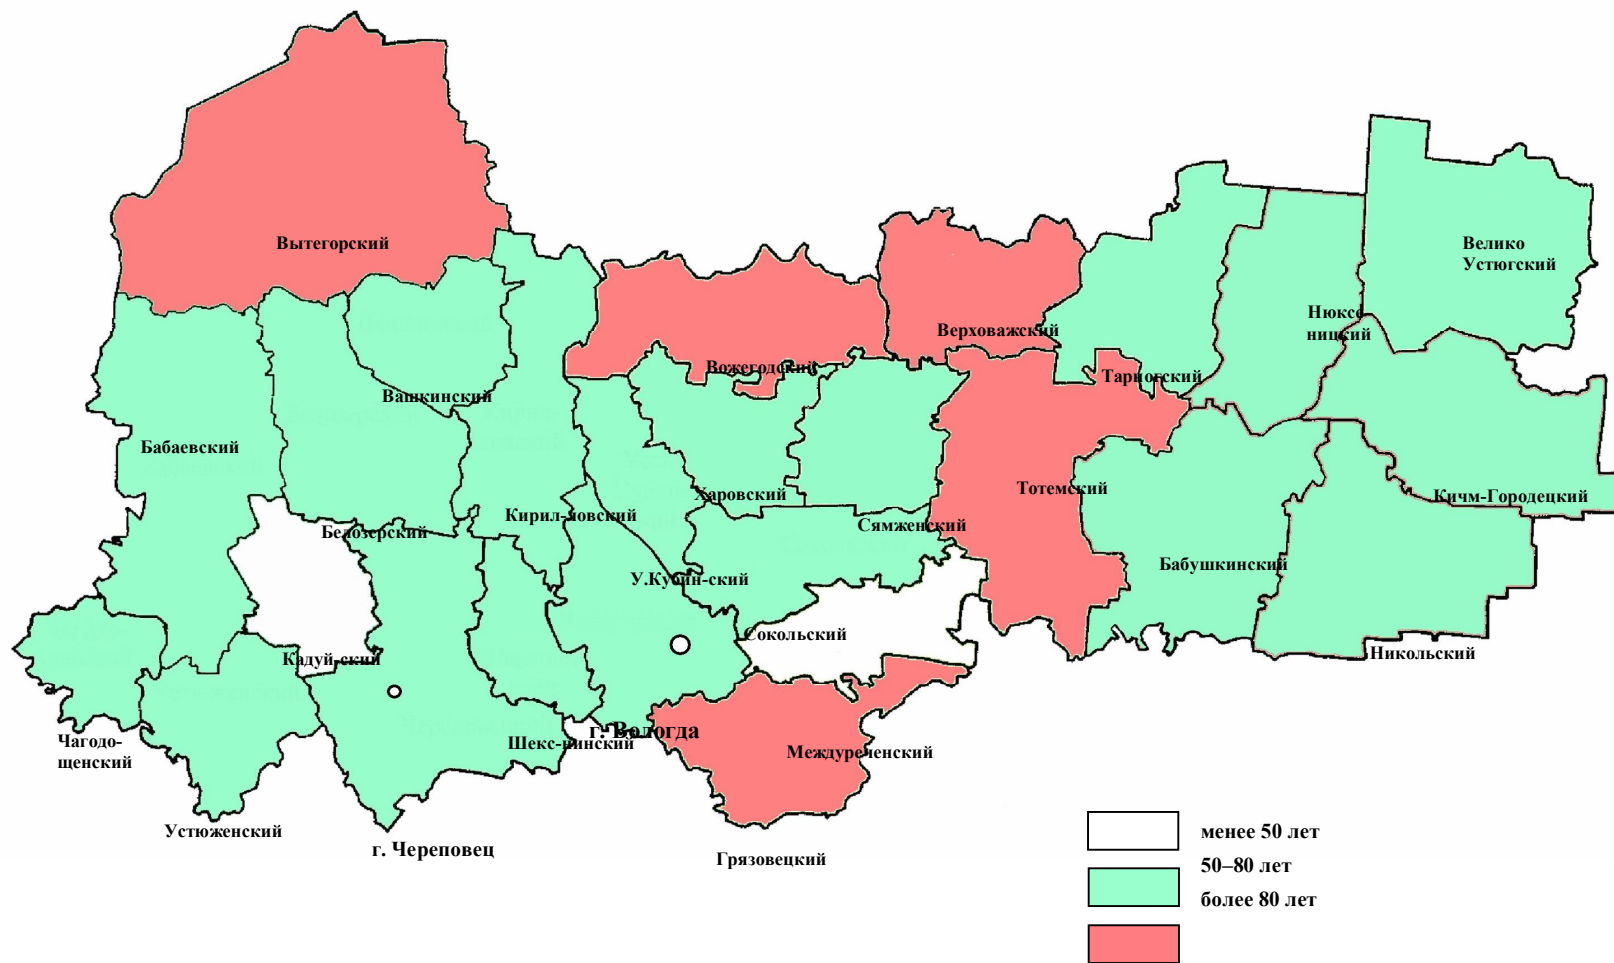 Вытегорский
Велико
Устюгский
Нюксе
ницкий
Верховажский
Вожегодский
Тарногский
Вашкинский
Бабаевский
Харовский
Тотемский
Кичм-Городецкий
Кирил-ловский
Сямженский
Белозерский
У.Кубин-ский
Бабушкинский
Сокольский
Кадуй-ский
Никольский
г. Вологда
Шекс-нинский
Чагодо-
щенский
Междуреченский
Устюженский
г. Череповец
Грязовецкий
менее 50 лет
50–80 лет
более 80 лет